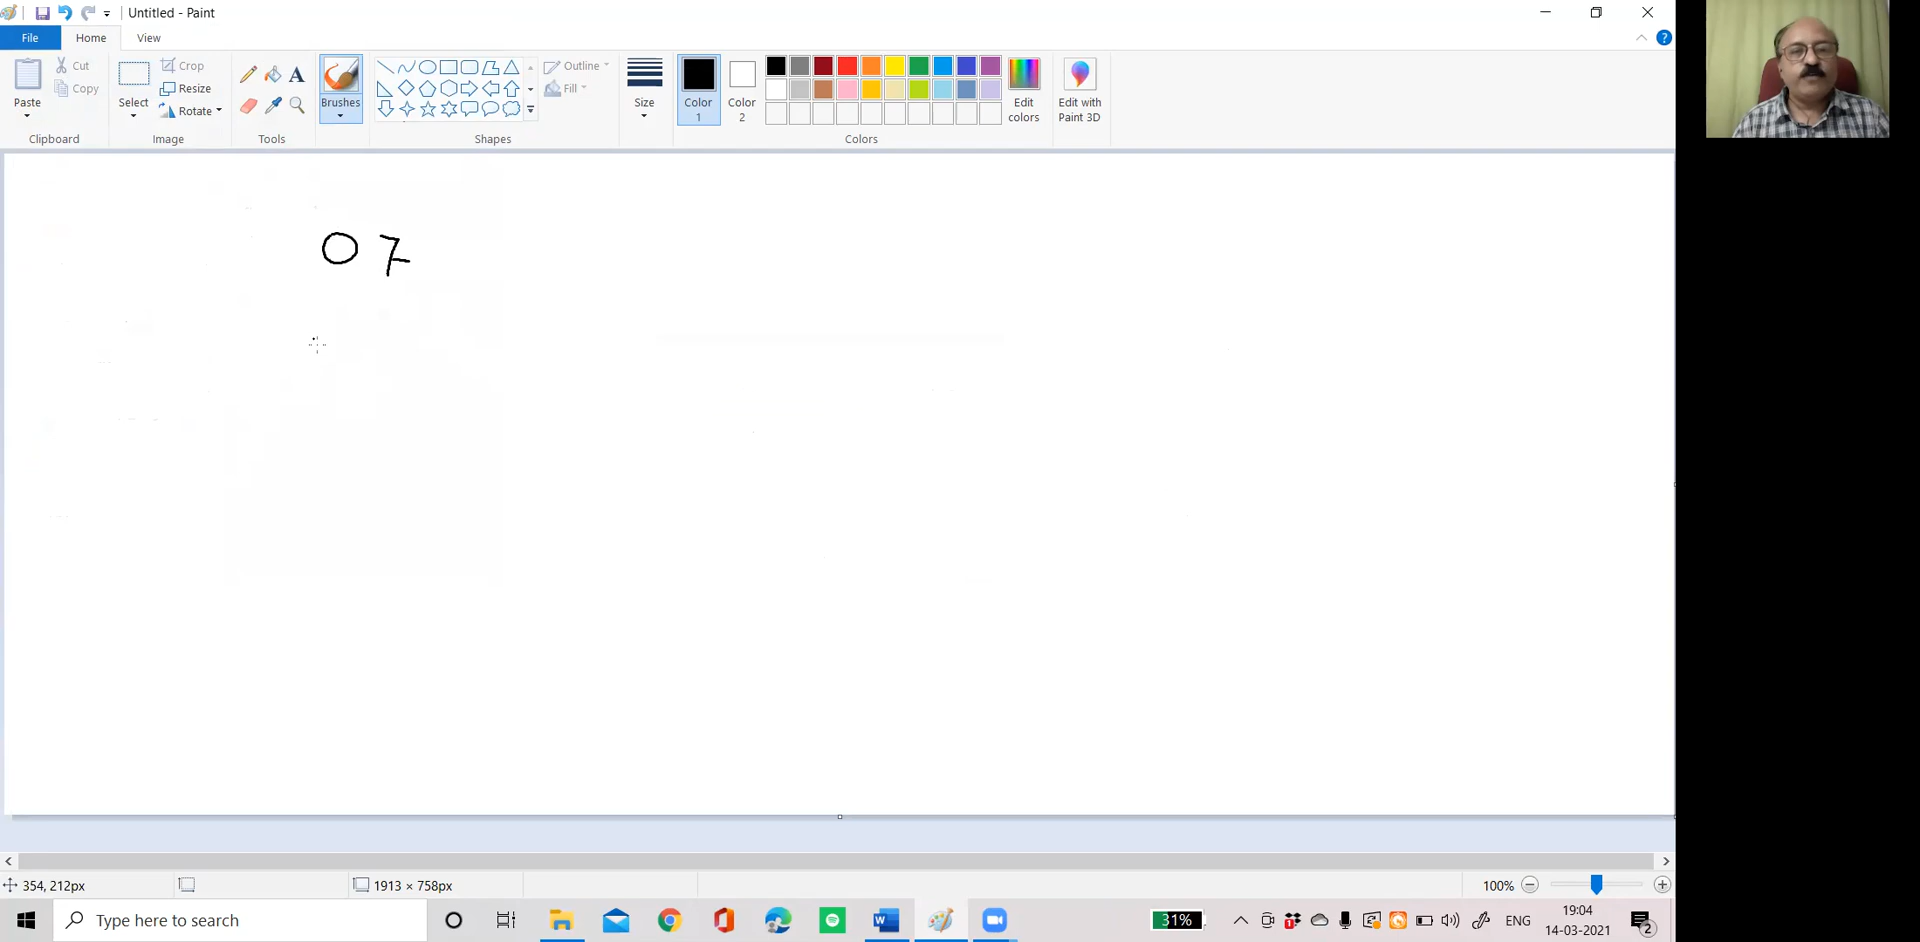 Untitled - Paint
File Home View
Paste Cut Copy Clipboard
Select Crop Resize Rotate Image
Tools
Brushes
Shapes
Outline Fill
Size
Color 1 Color 2
Edit colors
Colors
Edit with Paint 3D
0 7
354, 212px 1913 × 758px 100%
Type here to search 31% ENG 19:04 14-03-2021 2